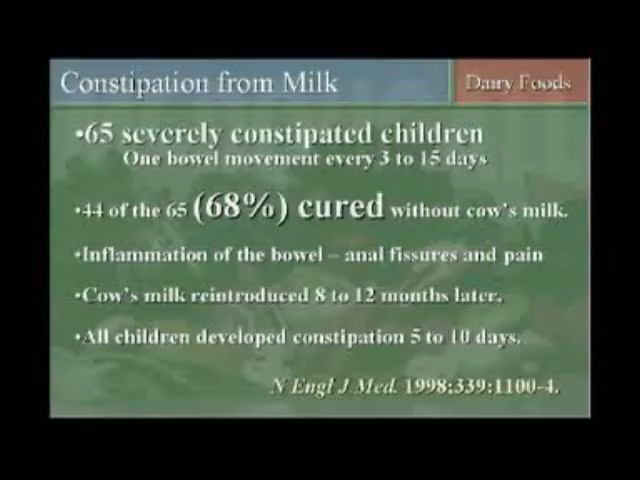 Constipation from Milk
Dairy Foods
•65 severely constipated children
One bowel movement every 3 to 15 days
•44 of the 65 (68%) cured without cow's milk.
•Inflammation of the bowel – anal fissures and pain
•Cow's milk reintroduced 8 to 12 months later.
•All children developed constipation 5 to 10 days.
N Engl J Med. 1998;339:1100-4.